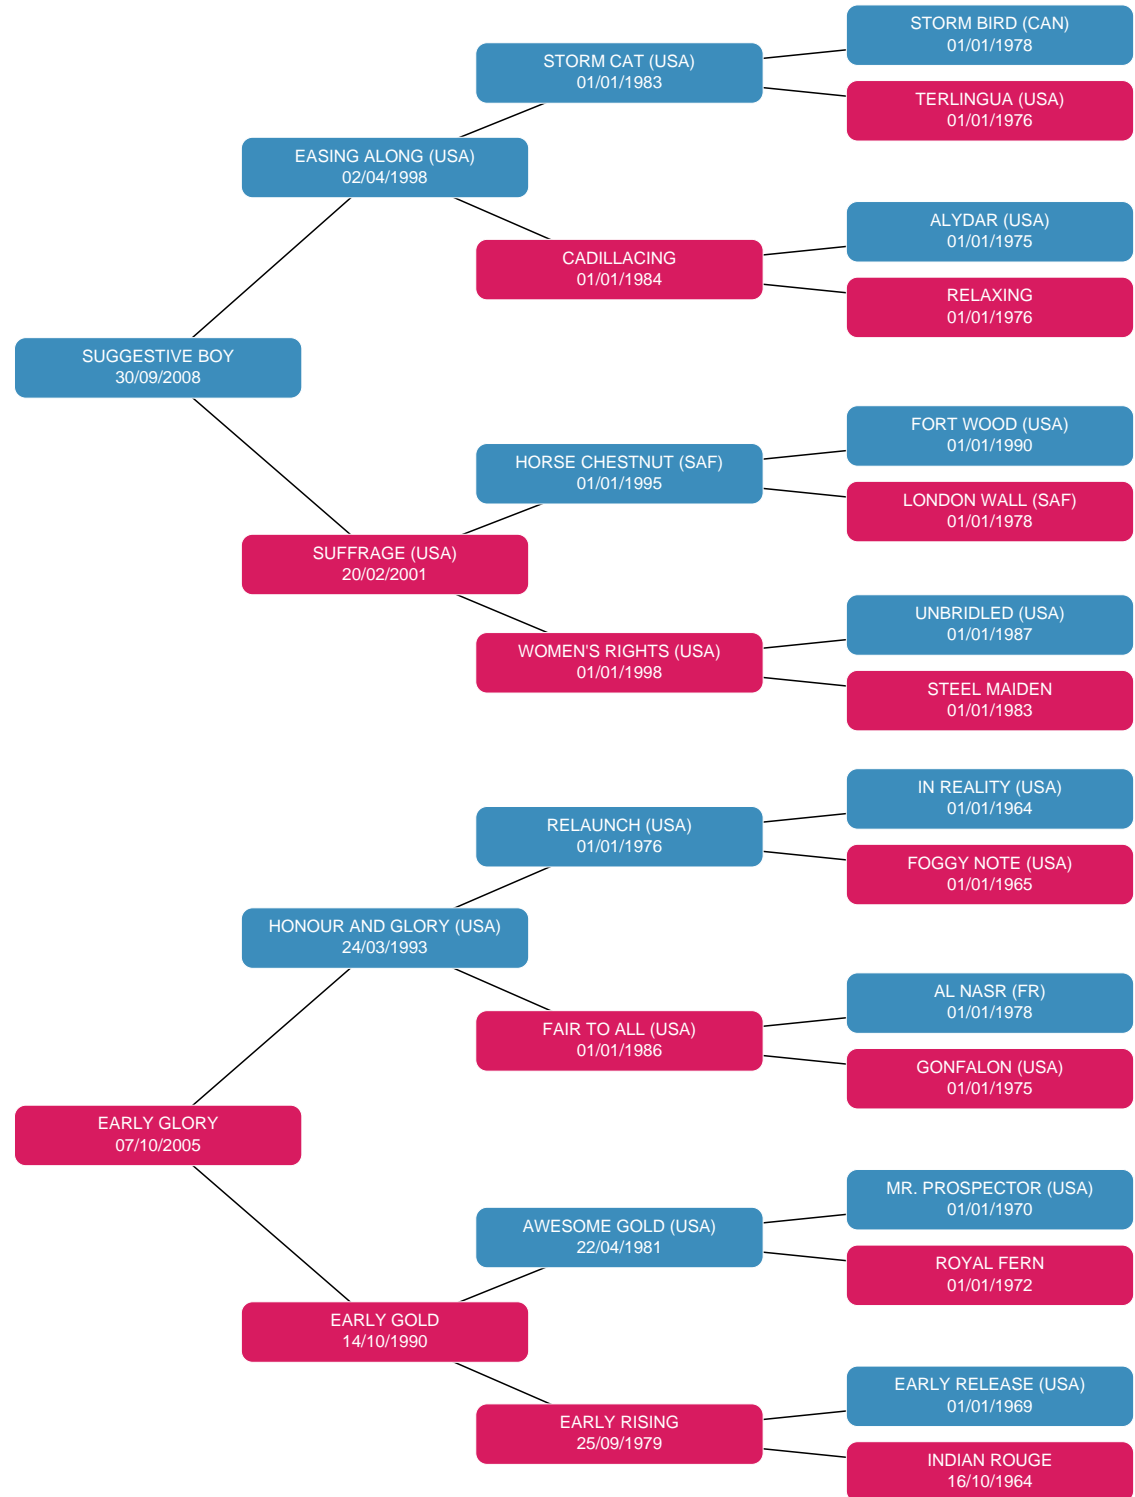 STORM BIRD (CAN)
01/01/1978
STORM CAT (USA)
01/01/1983
TERLINGUA (USA)
01/01/1976
EASING ALONG (USA)
02/04/1998
ALYDAR (USA)
01/01/1975
CADILLACING
01/01/1984
RELAXING
01/01/1976
SUGGESTIVE BOY
30/09/2008
FORT WOOD (USA)
01/01/1990
HORSE CHESTNUT (SAF)
01/01/1995
LONDON WALL (SAF)
01/01/1978
SUFFRAGE (USA)
20/02/2001
UNBRIDLED (USA)
01/01/1987
WOMEN'S RIGHTS (USA)
01/01/1998
STEEL MAIDEN
01/01/1983
IN REALITY (USA)
01/01/1964
RELAUNCH (USA)
01/01/1976
FOGGY NOTE (USA)
01/01/1965
HONOUR AND GLORY (USA)
24/03/1993
AL NASR (FR)
01/01/1978
FAIR TO ALL (USA)
01/01/1986
GONFALON (USA)
01/01/1975
EARLY GLORY
07/10/2005
MR. PROSPECTOR (USA)
01/01/1970
AWESOME GOLD (USA)
22/04/1981
ROYAL FERN
01/01/1972
EARLY GOLD
14/10/1990
EARLY RELEASE (USA)
01/01/1969
EARLY RISING
25/09/1979
INDIAN ROUGE
16/10/1964